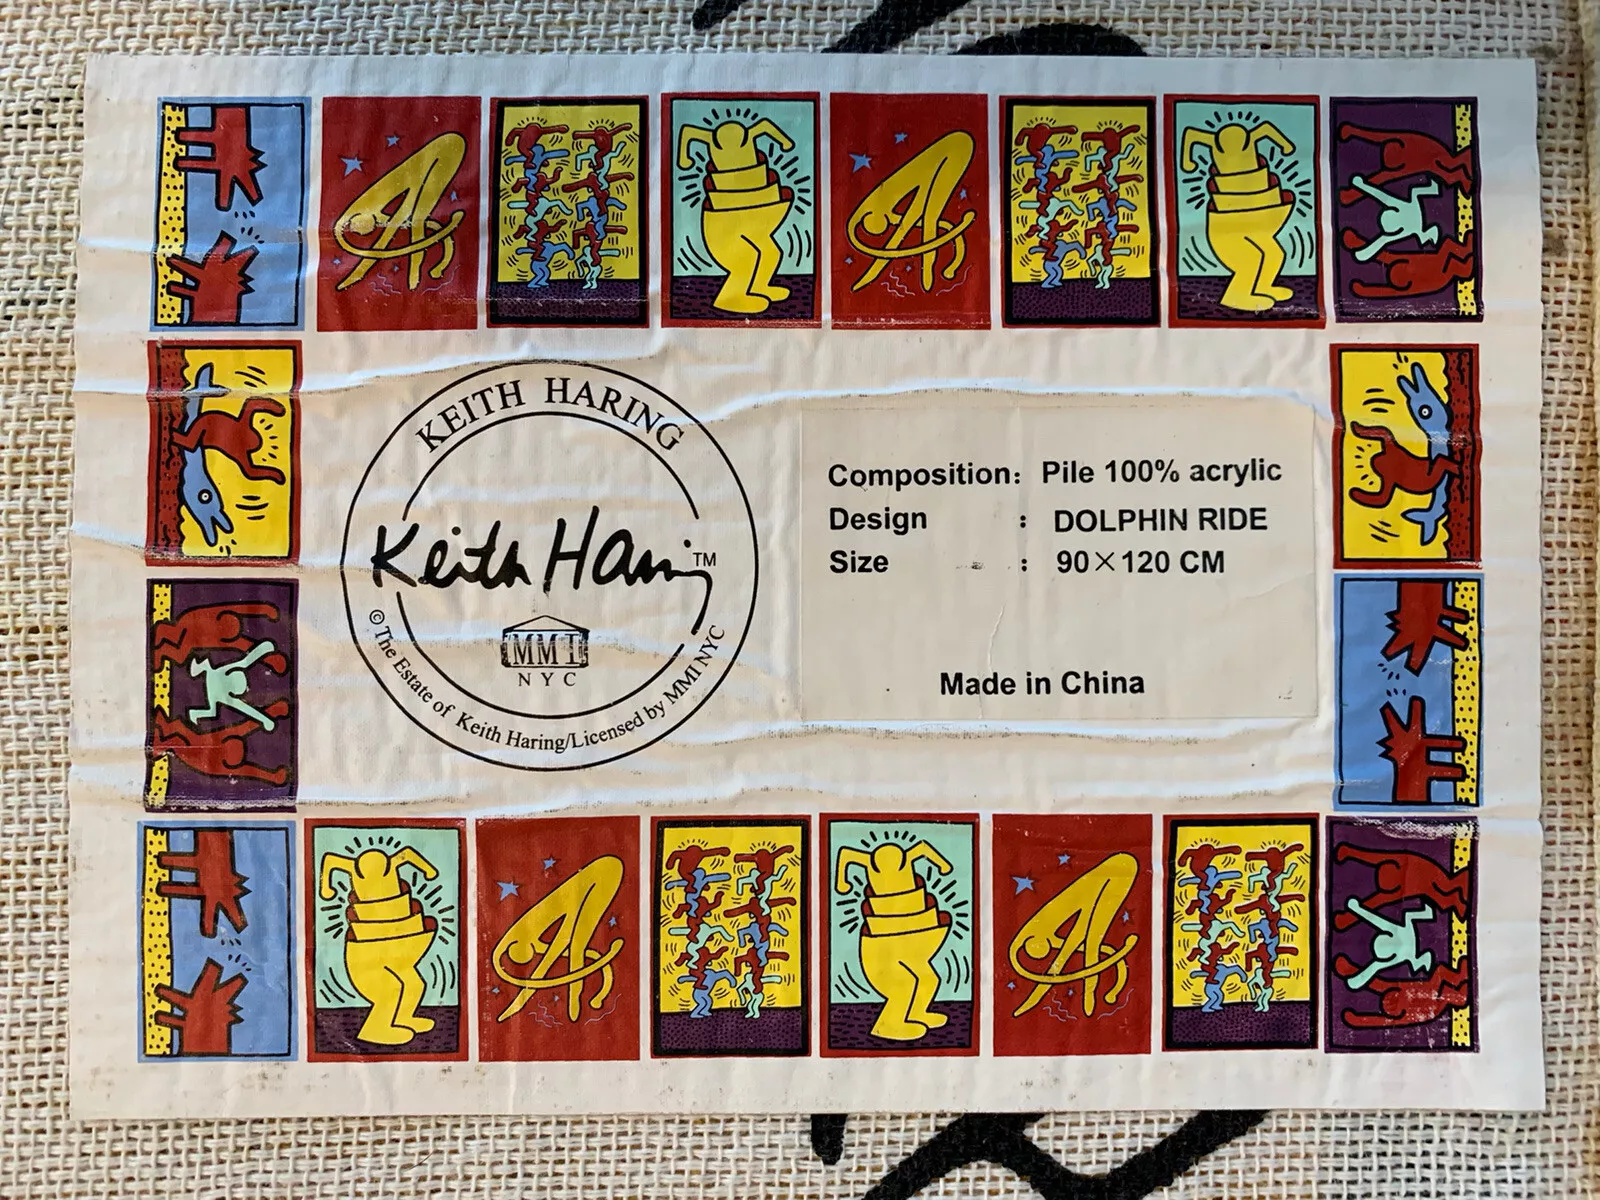 KEITH HARING
Keith Haring™
MMI
NYC
© The Estate of Keith Haring/Licensed by MMI NYC
Composition: Pile 100% acrylic
Design : DOLPHIN RIDE
Size : 90×120 CM
Made in China